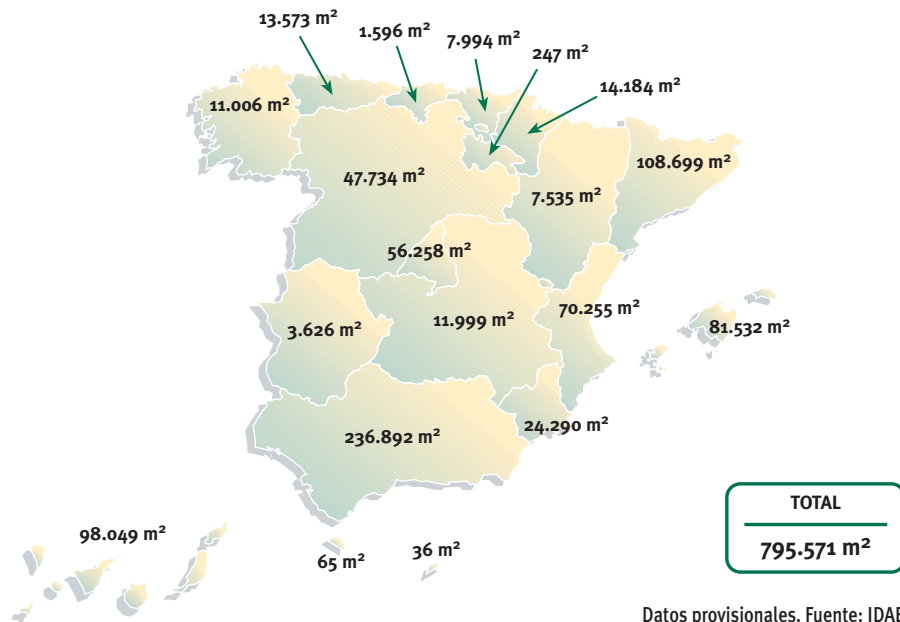 13.573 m²
1.596 m²
7.994 m²
247 m²
14.184 m²
11.006 m²
108.699 m²
47.734 m²
7.535 m²
56.258 m²
70.255 m²
3.626 m²
11.999 m²
81.532 m²
24.290 m²
236.892 m²
TOTAL
795.571 m²
98.049 m²
65 m²
36 m²
Datos provisionales. Fuente: IDAE